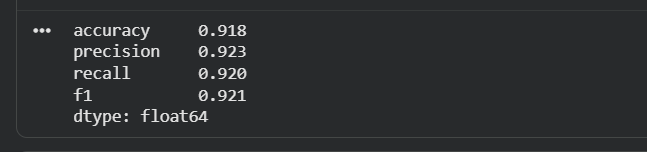 accuracy 0.918
precision 0.923
recall 0.920
f1 0.921
dtype: float64